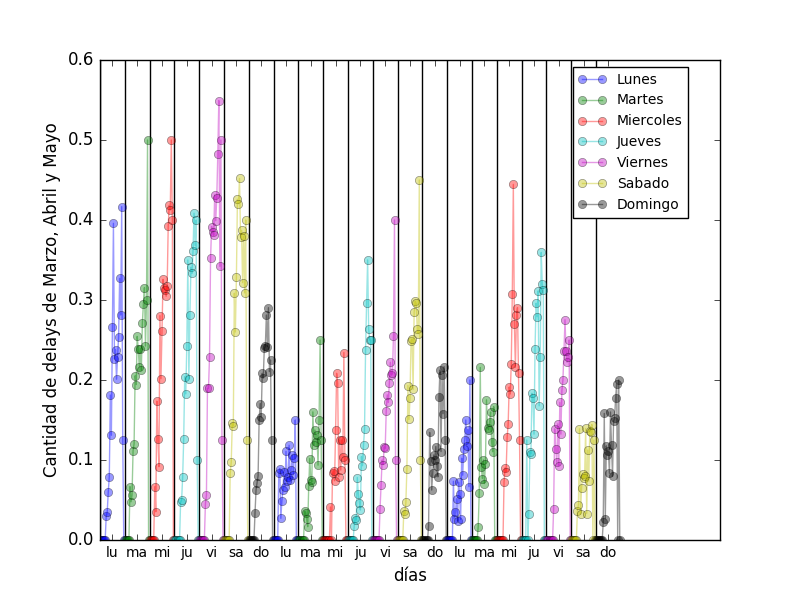 0.6
0.5
0.4
0.3
0.2
0.1
0.0
Cantidad de delays de Marzo, Abril y Mayo
Lunes
Martes
Miercoles
Jueves
Viernes
Sabado
Domingo
lu ma mi ju vi sa do lu ma mi ju vi sa do lu ma mi ju vi sa do
días